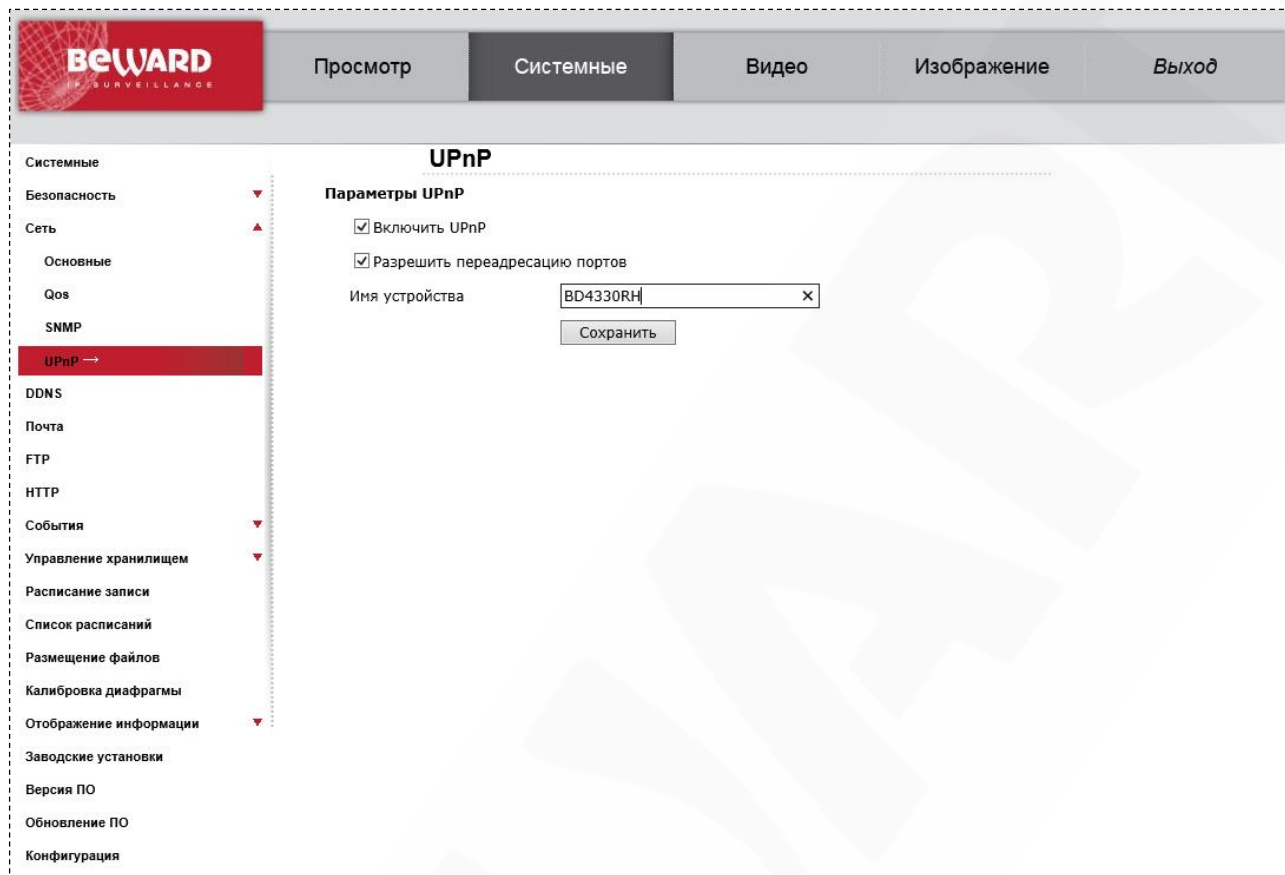 BEWARD
IP SURVEILLANCE
Просмотр
Системные
Видео
Изображение
Выход
Системные
Безопасность
Сеть
Основные
Qos
SNMP
UPnP →
DDNS
Почта
FTP
HTTP
События
Управление хранилищем
Расписание записи
Список расписаний
Размещение файлов
Калибровка диафрагмы
Отображение информации
Заводские установки
Версия ПО
Обновление ПО
Конфигурация
UPnP
Параметры UPnP
Включить UPnP
Разрешить переадресацию портов
Имя устройства BD4330RH ×
Сохранить